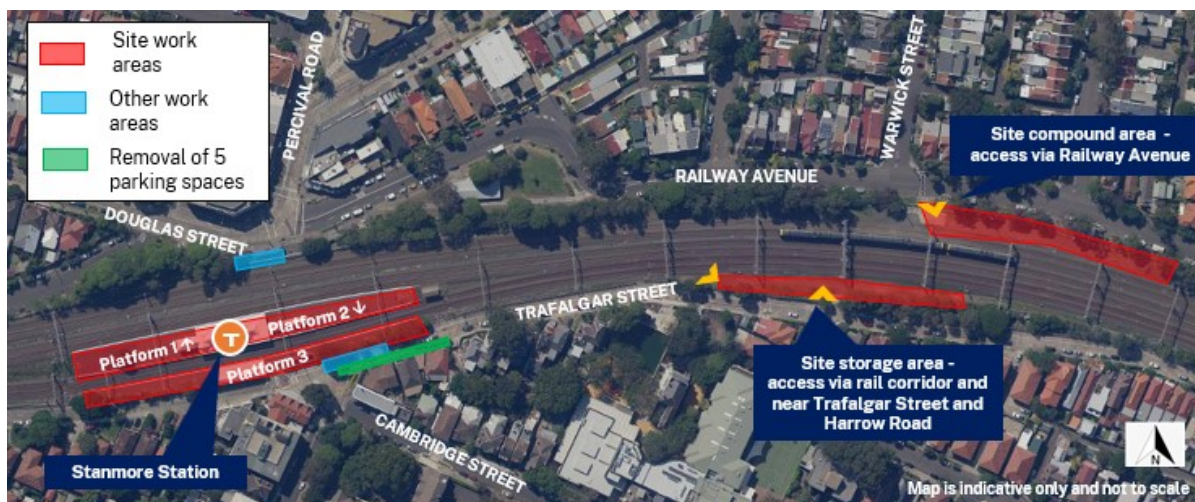 Site work
areas
Other work
areas
Removal of 5
parking spaces
PERCIVAL ROAD
WARWICK STREET
Site compound area -
access via Railway Avenue
RAILWAY AVENUE
DOUGLAS STREET
TRAFALGAR STREET
Platform 1 ↑
Platform 2 ↓
T
Platform 3
Site storage area -
access via rail corridor and
near Trafalgar Street and
Harrow Road
CAMBRIDGE STREET
Stanmore Station
N
Map is indicative only and not to scale